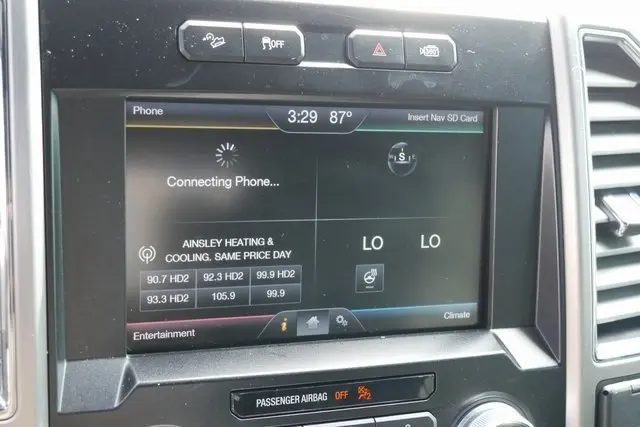 OFF
Phone
3:29 87°
Insert Nav SD Card
Connecting Phone...
S
AINSLEY HEATING &
COOLING. SAME PRICE DAY
LO LO
90.7 HD2 92.3 HD2 99.9 HD2
93.3 HD2 105.9 99.9
Entertainment
Climate
PASSENGER AIRBAG OFF